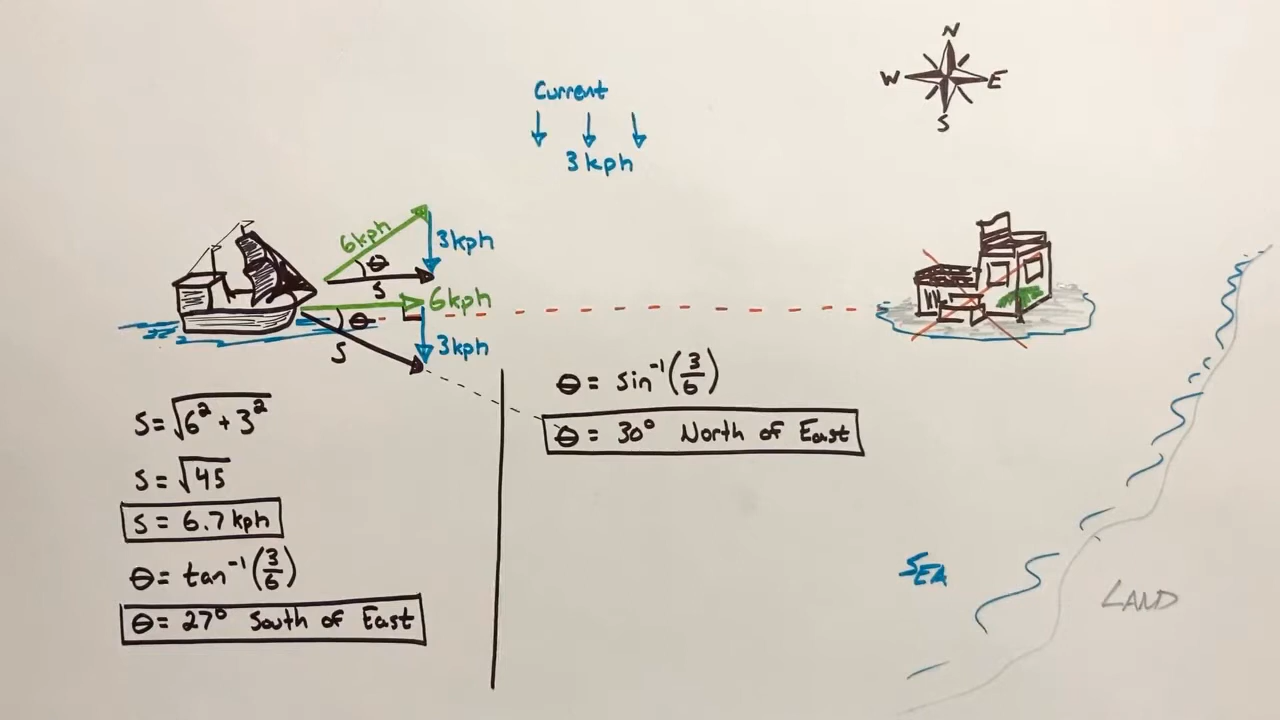 N
W E
S
Current
3 kph
6kph
3kph
θ
S
6kph
θ
3kph
S
S = √6² + 3²
S = √45
S = 6.7 kph
θ = tan⁻¹(3/6)
θ = 27° South of East
θ = sin⁻¹(3/6)
θ = 30° North of East
SEA
LAND